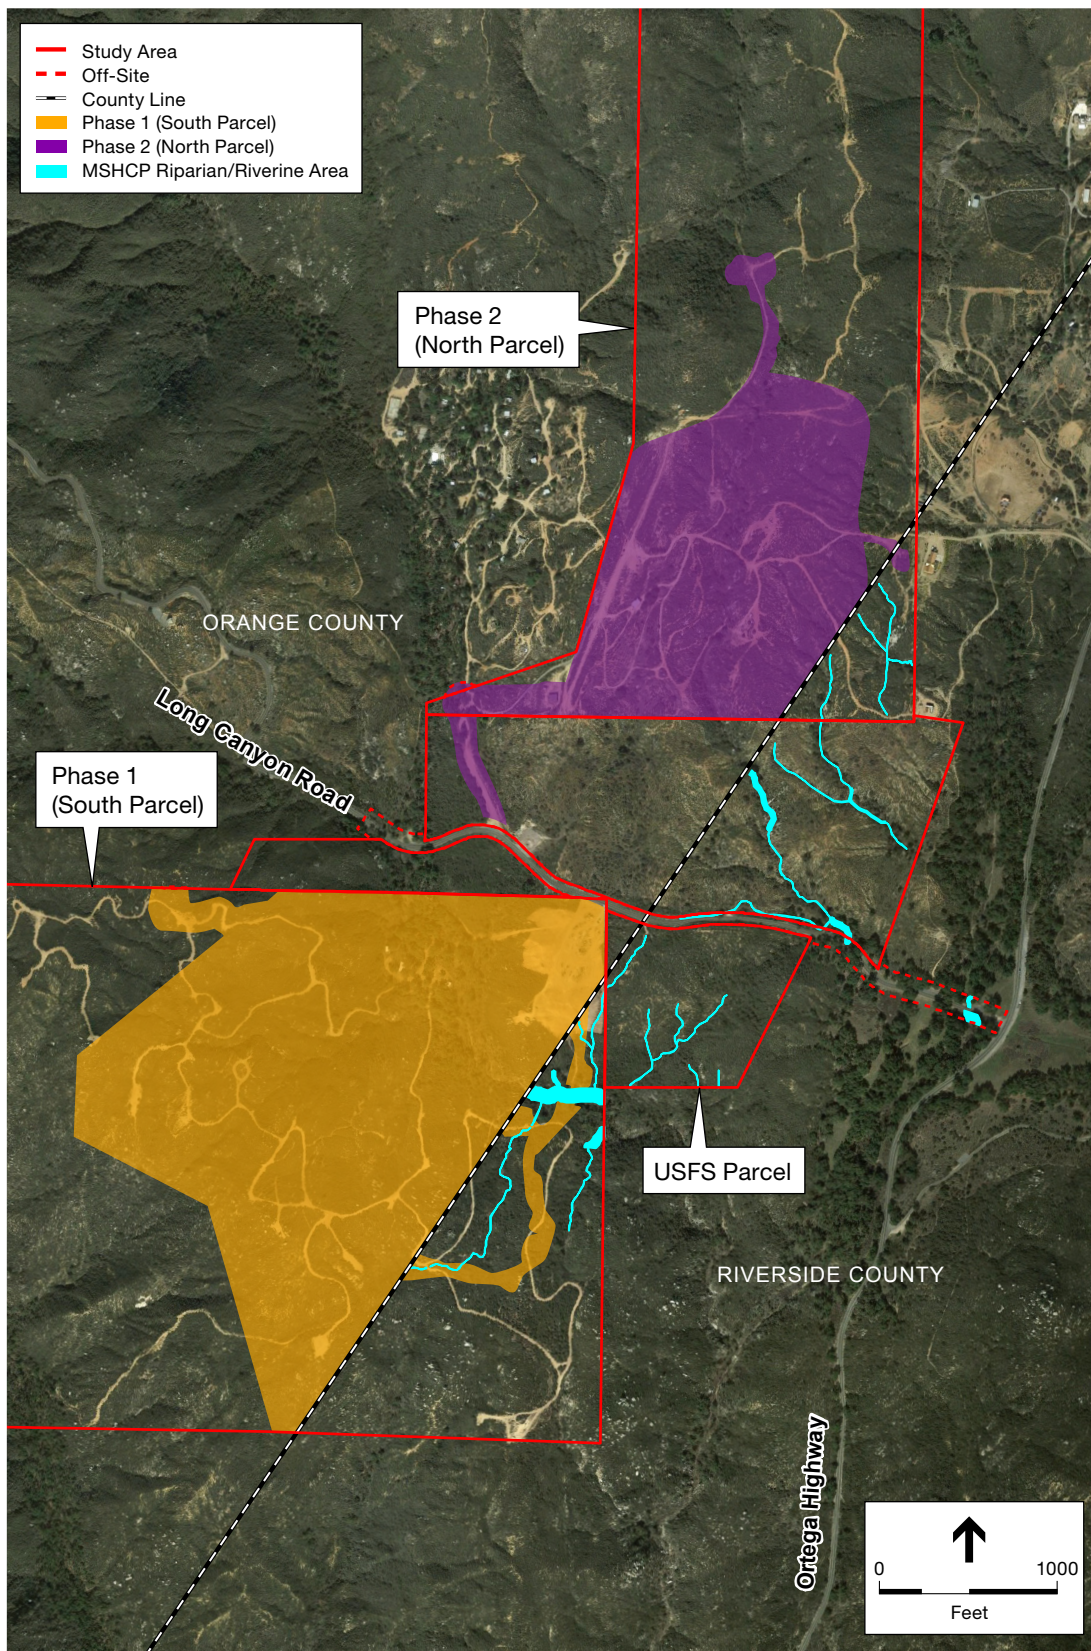 Study Area
Off-Site
County Line
Phase 1 (South Parcel)
Phase 2 (North Parcel)
MSHCP Riparian/Riverine Area
Phase 2
(North Parcel)
ORANGE COUNTY
Long Canyon Road
Phase 1
(South Parcel)
USFS Parcel
RIVERSIDE COUNTY
Ortega Highway
0 1000
Feet